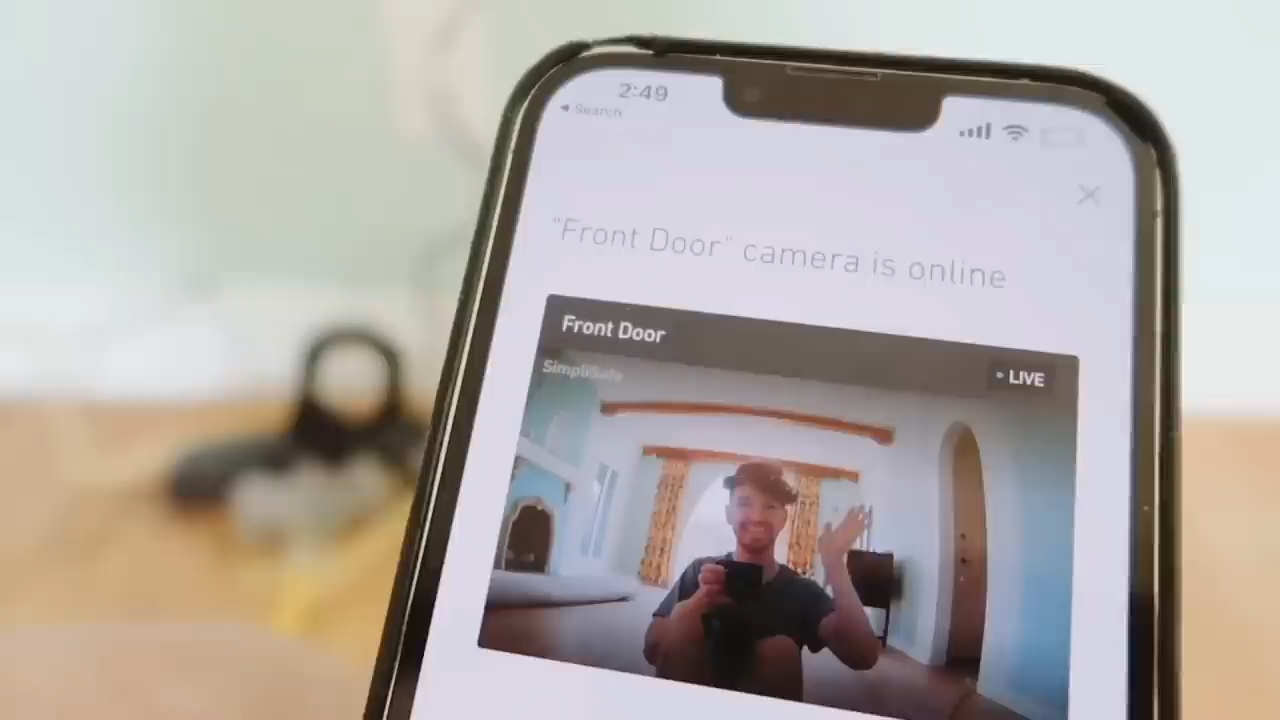 2:49
◀ Search
"Front Door" camera is online
Front Door
SimpliSafe
• LIVE